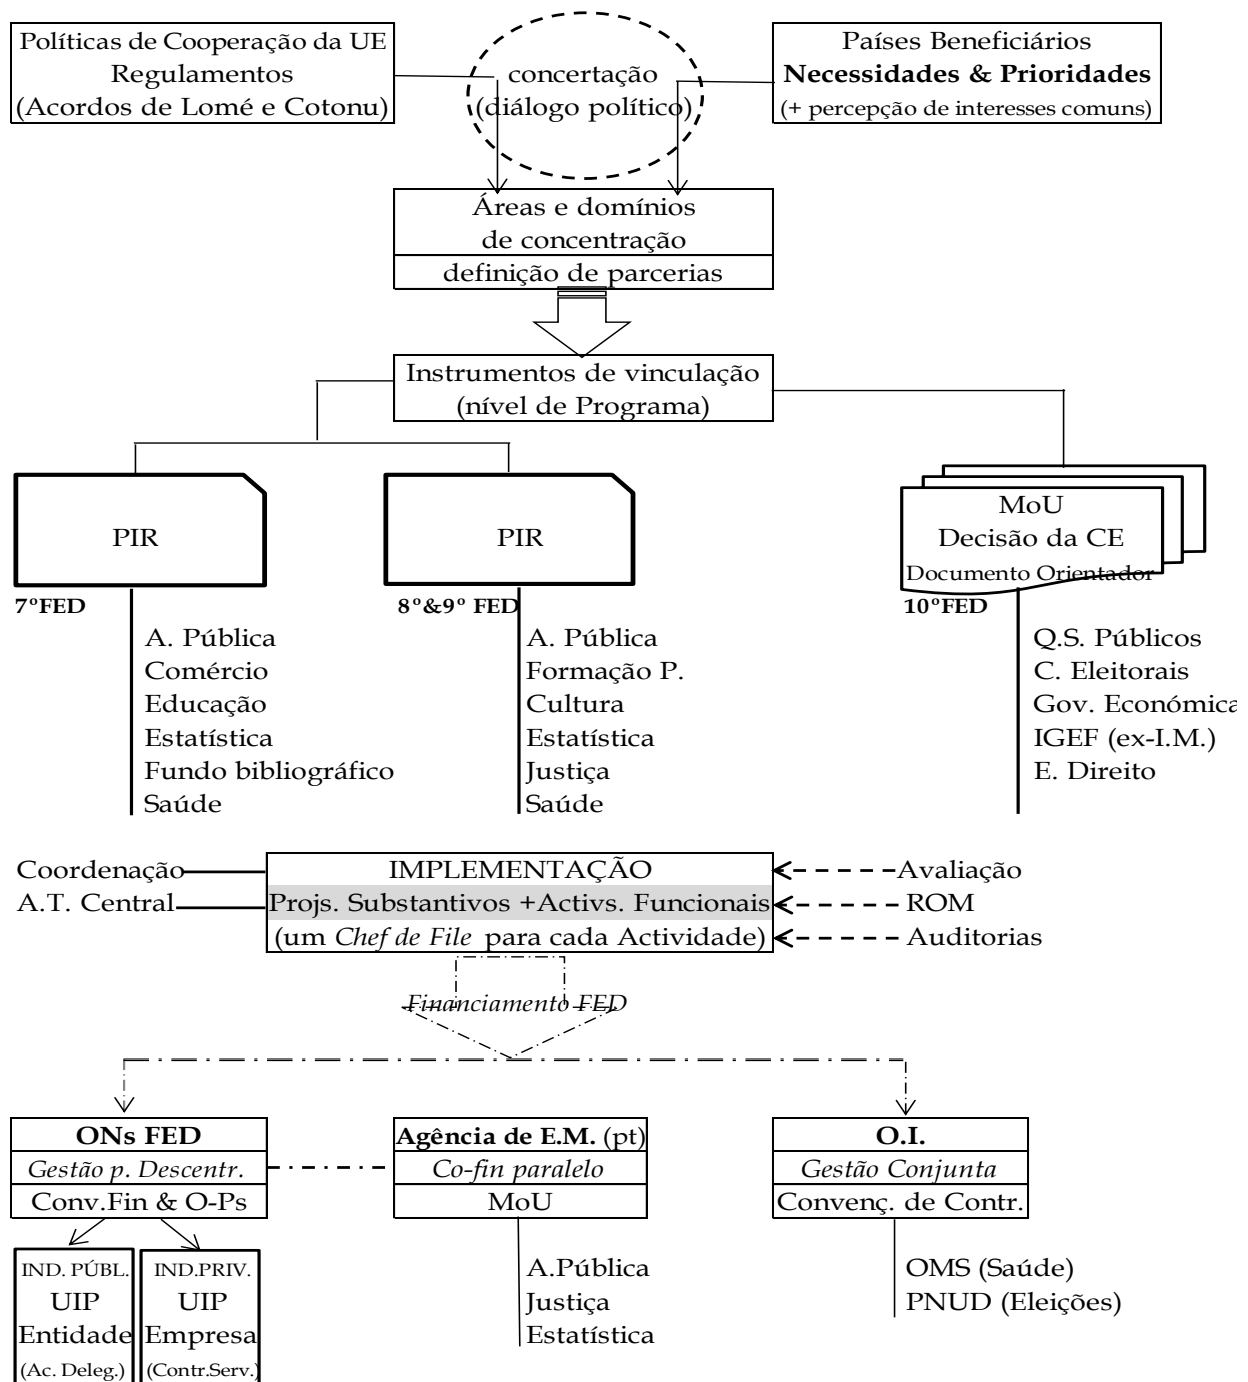 Políticas de Cooperação da UE
Regulamentos
(Acordos de Lomé e Cotonu)
concertação
(diálogo político)
Países Beneficiários
Necessidades & Prioridades
(+ percepção de interesses comuns)
Áreas e domínios
de concentração
definição de parcerias
Instrumentos de vinculação
(nível de Programa)
PIR
7ºFED
A. Pública
Comércio
Educação
Estatística
Fundo bibliográfico
Saúde
PIR
8º&9º FED
A. Pública
Formação P.
Cultura
Estatística
Justiça
Saúde
MoU
Decisão da CE
Documento Orientador
10ºFED
Q.S. Públicos
C. Eleitorais
Gov. Económica
IGEF (ex-I.M.)
E. Direito
Coordenação
A.T. Central
IMPLEMENTAÇÃO
Projs. Substantivos +Activs. Funcionais
(um Chef de File para cada Actividade)
Avaliação
ROM
Auditorias
Financiamento FED
ONs FED
Gestão p. Descentr.
Conv.Fin & O-Ps
IND. PÚBL.
UIP
Entidade
(Ac. Deleg.)
IND.PRIV.
UIP
Empresa
(Contr.Serv.)
Agência de E.M. (pt)
Co-fin paralelo
MoU
A.Pública
Justiça
Estatística
O.I.
Gestão Conjunta
Convenç. de Contr.
OMS (Saúde)
PNUD (Eleições)